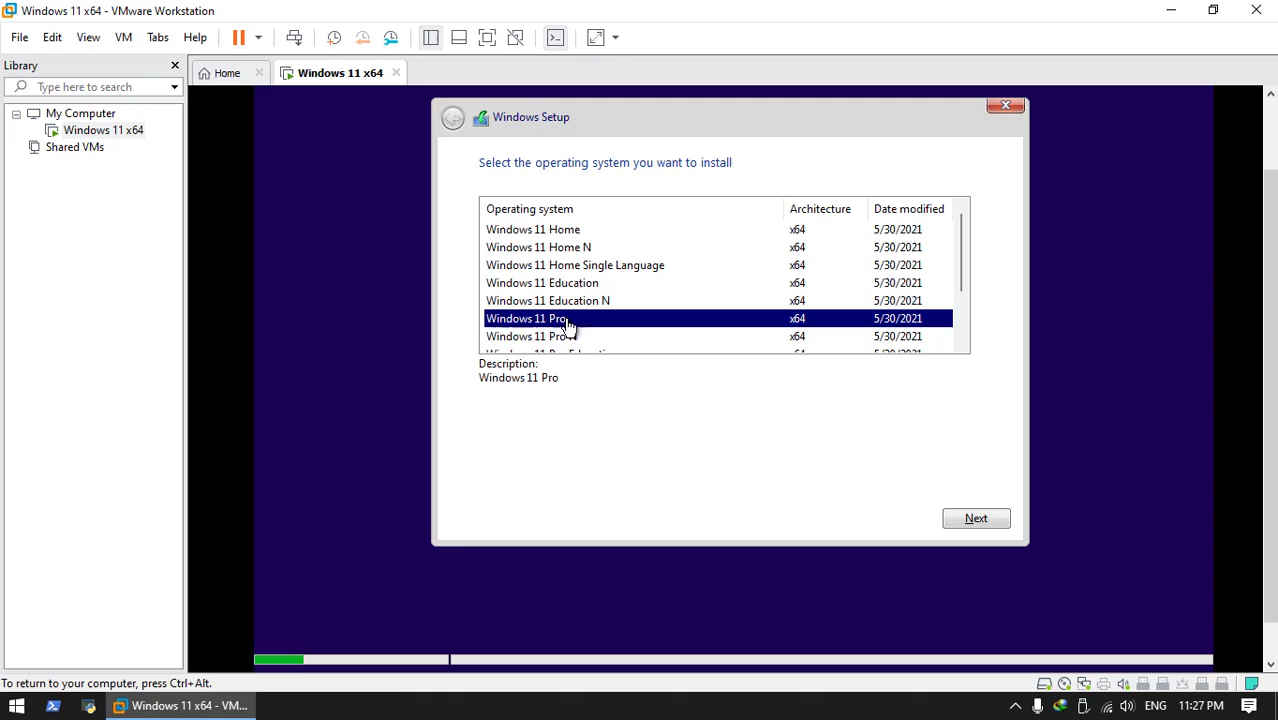 Windows 11 x64 - VMware Workstation
File Edit View VM Tabs Help
Library
Type here to search
My Computer
Windows 11 x64
Shared VMs
Home
Windows 11 x64
Windows Setup
Select the operating system you want to install
Operating system Architecture Date modified
Windows 11 Home x64 5/30/2021
Windows 11 Home N x64 5/30/2021
Windows 11 Home Single Language x64 5/30/2021
Windows 11 Education x64 5/30/2021
Windows 11 Education N x64 5/30/2021
Windows 11 Pro x64 5/30/2021
Windows 11 Pro N x64 5/30/2021
Description:
Windows 11 Pro
Next
To return to your computer, press Ctrl+Alt.
Windows 11 x64 - VM...
ENG 11:27 PM